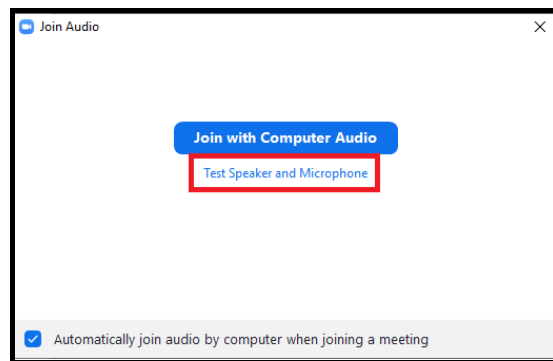 Join Audio
Join with Computer Audio
Test Speaker and Microphone
Automatically join audio by computer when joining a meeting